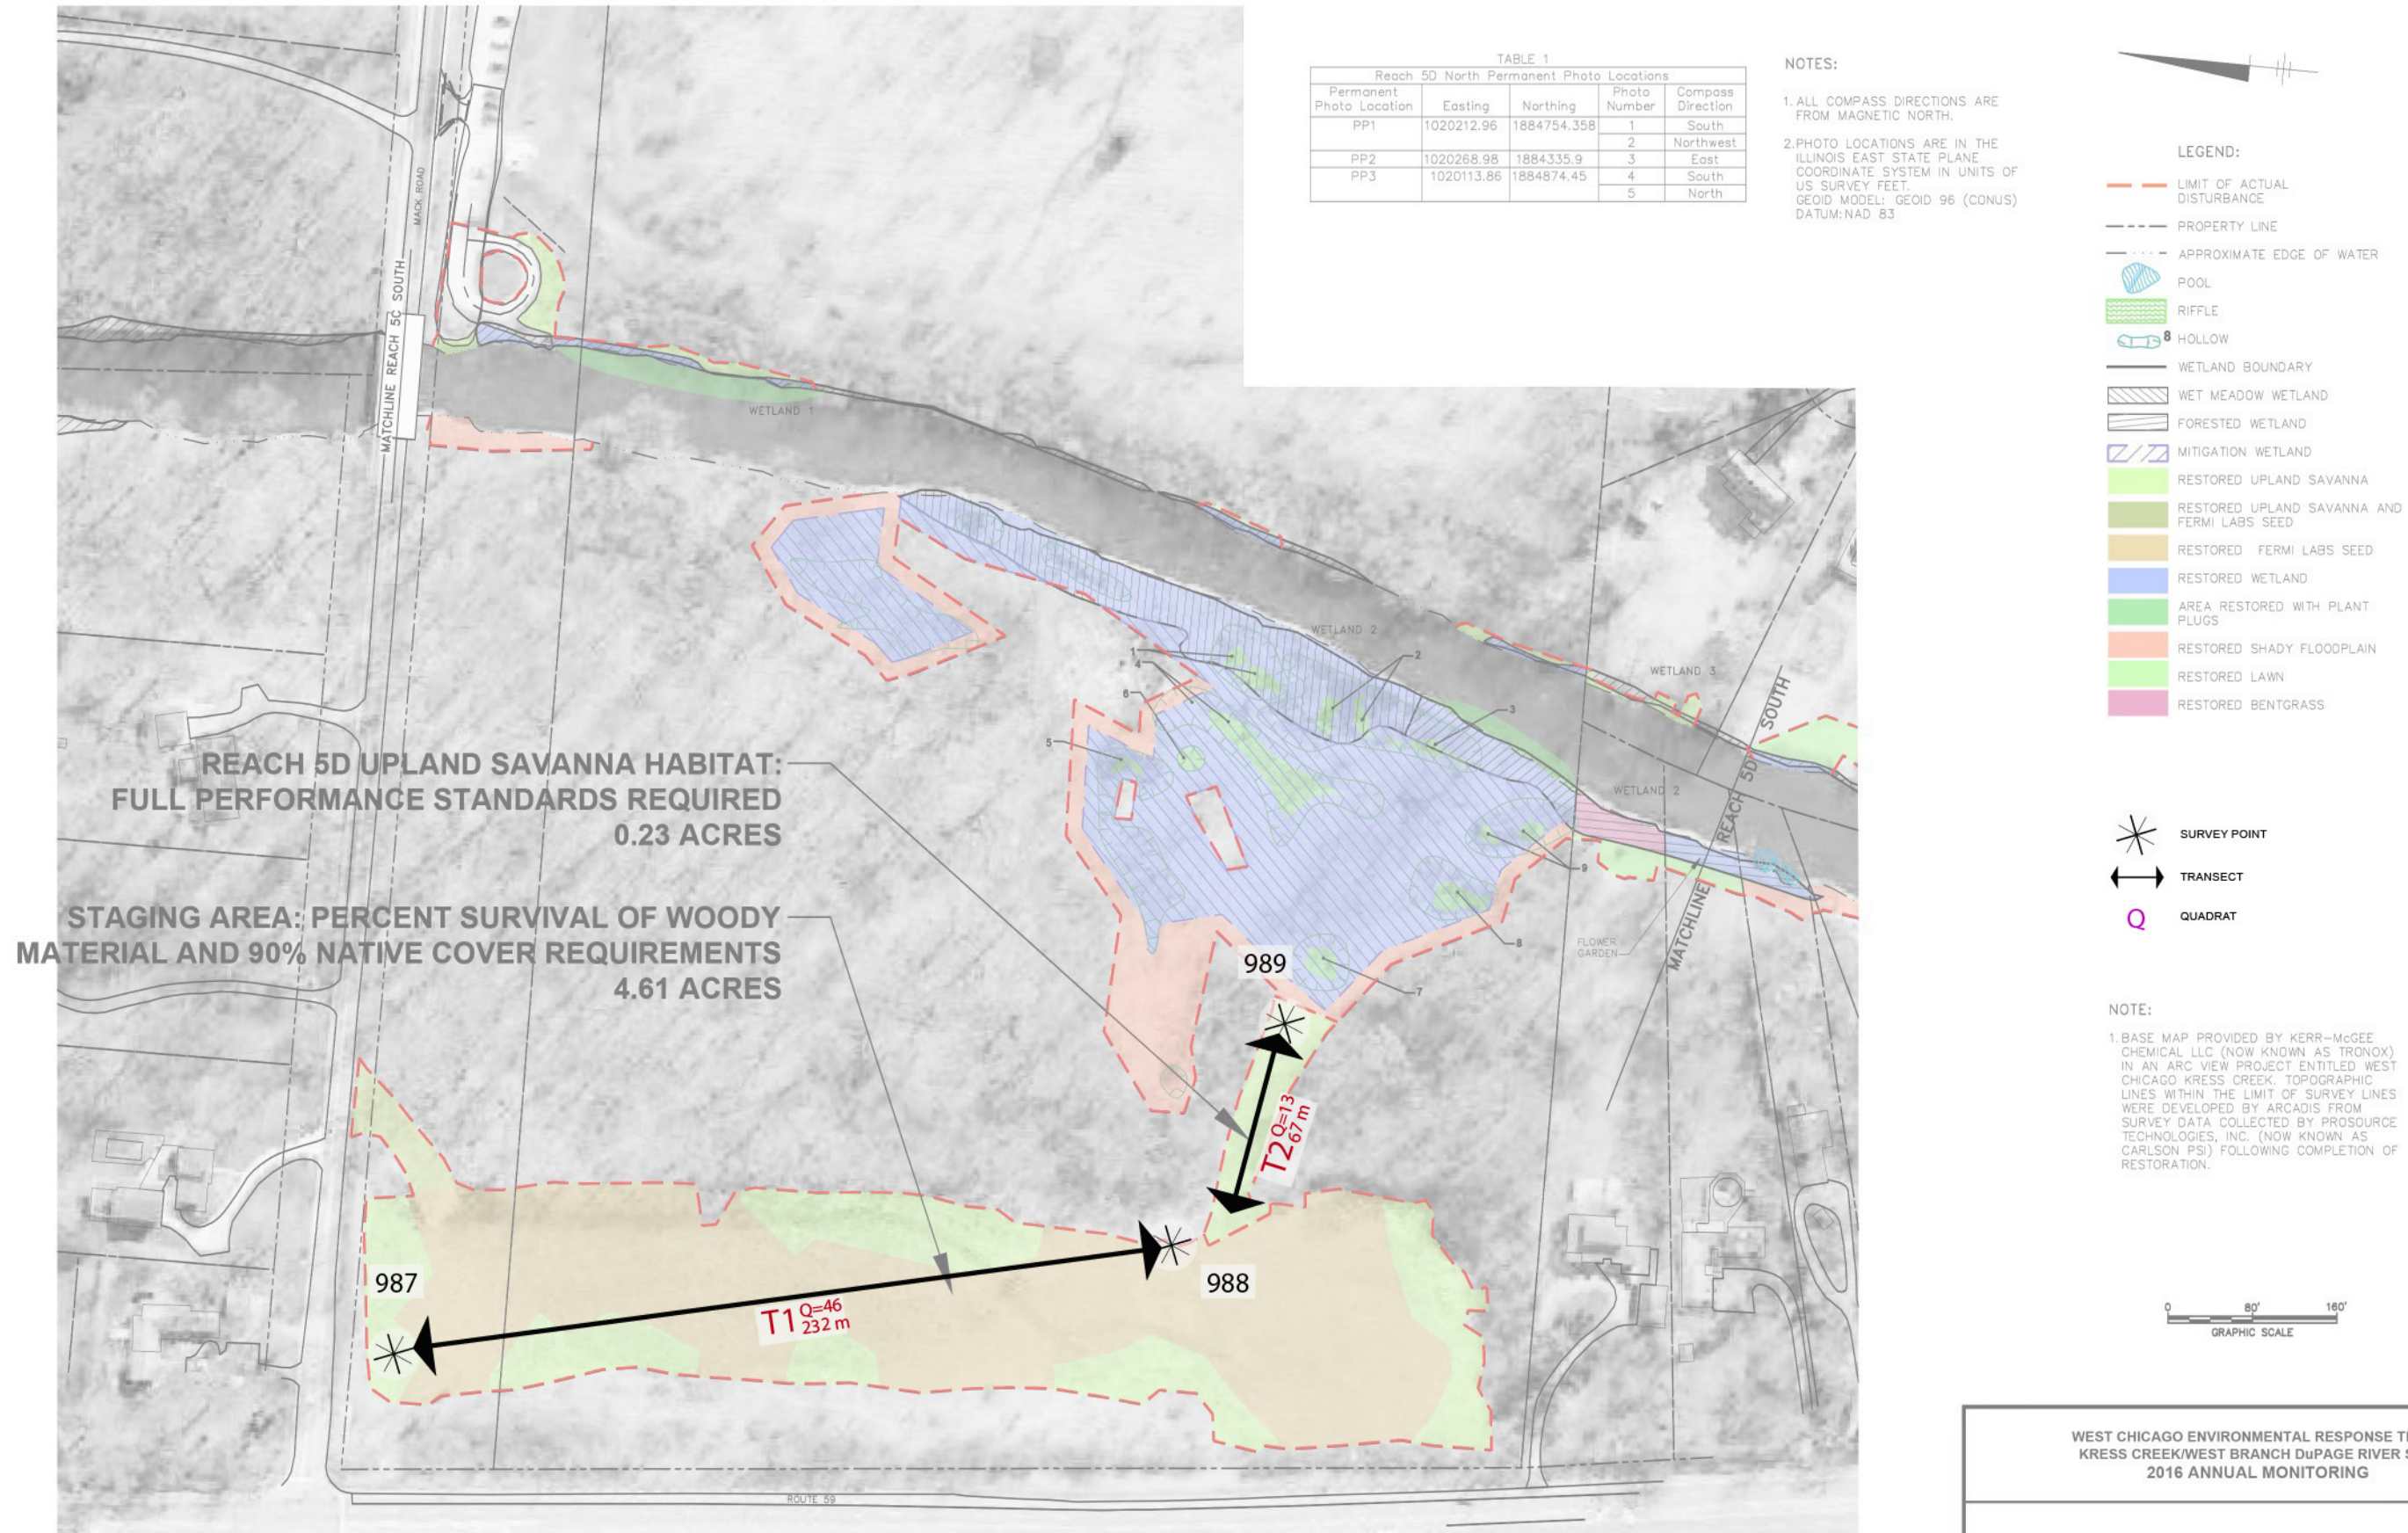 TABLE 1
Reach 5D North Permanent Photo Locations
Permanent Photo Location Easting Northing Photo Number Compass Direction
PP1 1020212.96 1884754.358 1 South
2 Northwest
PP2 1020268.98 1884335.9 3 East
PP3 1020113.86 1884874.45 4 South
5 North
NOTES:
1. ALL COMPASS DIRECTIONS ARE
FROM MAGNETIC NORTH.
2.PHOTO LOCATIONS ARE IN THE
ILLINOIS EAST STATE PLANE
COORDINATE SYSTEM IN UNITS OF
US SURVEY FEET.
GEOID MODEL: GEOID 96 (CONUS)
DATUM:NAD 83
LEGEND:
LIMIT OF ACTUAL
DISTURBANCE
PROPERTY LINE
APPROXIMATE EDGE OF WATER
POOL
RIFFLE
8 HOLLOW
WETLAND BOUNDARY
WET MEADOW WETLAND
FORESTED WETLAND
MITIGATION WETLAND
RESTORED UPLAND SAVANNA
RESTORED UPLAND SAVANNA AND
FERMI LABS SEED
RESTORED FERMI LABS SEED
RESTORED WETLAND
AREA RESTORED WITH PLANT
PLUGS
RESTORED SHADY FLOODPLAIN
RESTORED LAWN
RESTORED BENTGRASS
SURVEY POINT
TRANSECT
Q QUADRAT
NOTE:
1. BASE MAP PROVIDED BY KERR-McGEE
CHEMICAL LLC (NOW KNOWN AS TRONOX)
IN AN ARC VIEW PROJECT ENTITLED WEST
CHICAGO KRESS CREEK. TOPOGRAPHIC
LINES WITHIN THE LIMIT OF SURVEY LINES
WERE DEVELOPED BY ARCADIS FROM
SURVEY DATA COLLECTED BY PROSOURCE
TECHNOLOGIES, INC. (NOW KNOWN AS
CARLSON PSI) FOLLOWING COMPLETION OF
RESTORATION.
0 80' 160'
GRAPHIC SCALE
WEST CHICAGO ENVIRONMENTAL RESPONSE
KRESS CREEK/WEST BRANCH DuPAGE RIVER
2016 ANNUAL MONITORING
MACK ROAD
MATCHLINE REACH 5C SOUTH
WETLAND 1
WETLAND 2
WETLAND 3
WETLAND 2
MATCHLINE REACH 5D SOUTH
FLOWER
GARDEN
1
2
4
6
3
5
9
8
7
REACH 5D UPLAND SAVANNA HABITAT:
FULL PERFORMANCE STANDARDS REQUIRED
0.23 ACRES
STAGING AREA: PERCENT SURVIVAL OF WOODY
MATERIAL AND 90% NATIVE COVER REQUIREMENTS
4.61 ACRES
989
T2 Q=13
67 m
987
988
T1 Q=46
232 m
ROUTE 59